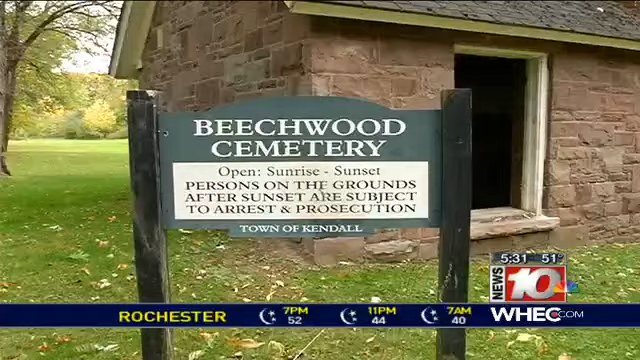 BEECHWOOD
CEMETERY
Open: Sunrise - Sunset
PERSONS ON THE GROUNDS
AFTER SUNSET ARE SUBJECT
TO ARREST & PROSECUTION
TOWN OF KENDALL
5:31 51°
NEWS 10 NBC
ROCHESTER 7PM 52 11PM 44 7AM 40 WHEC.COM